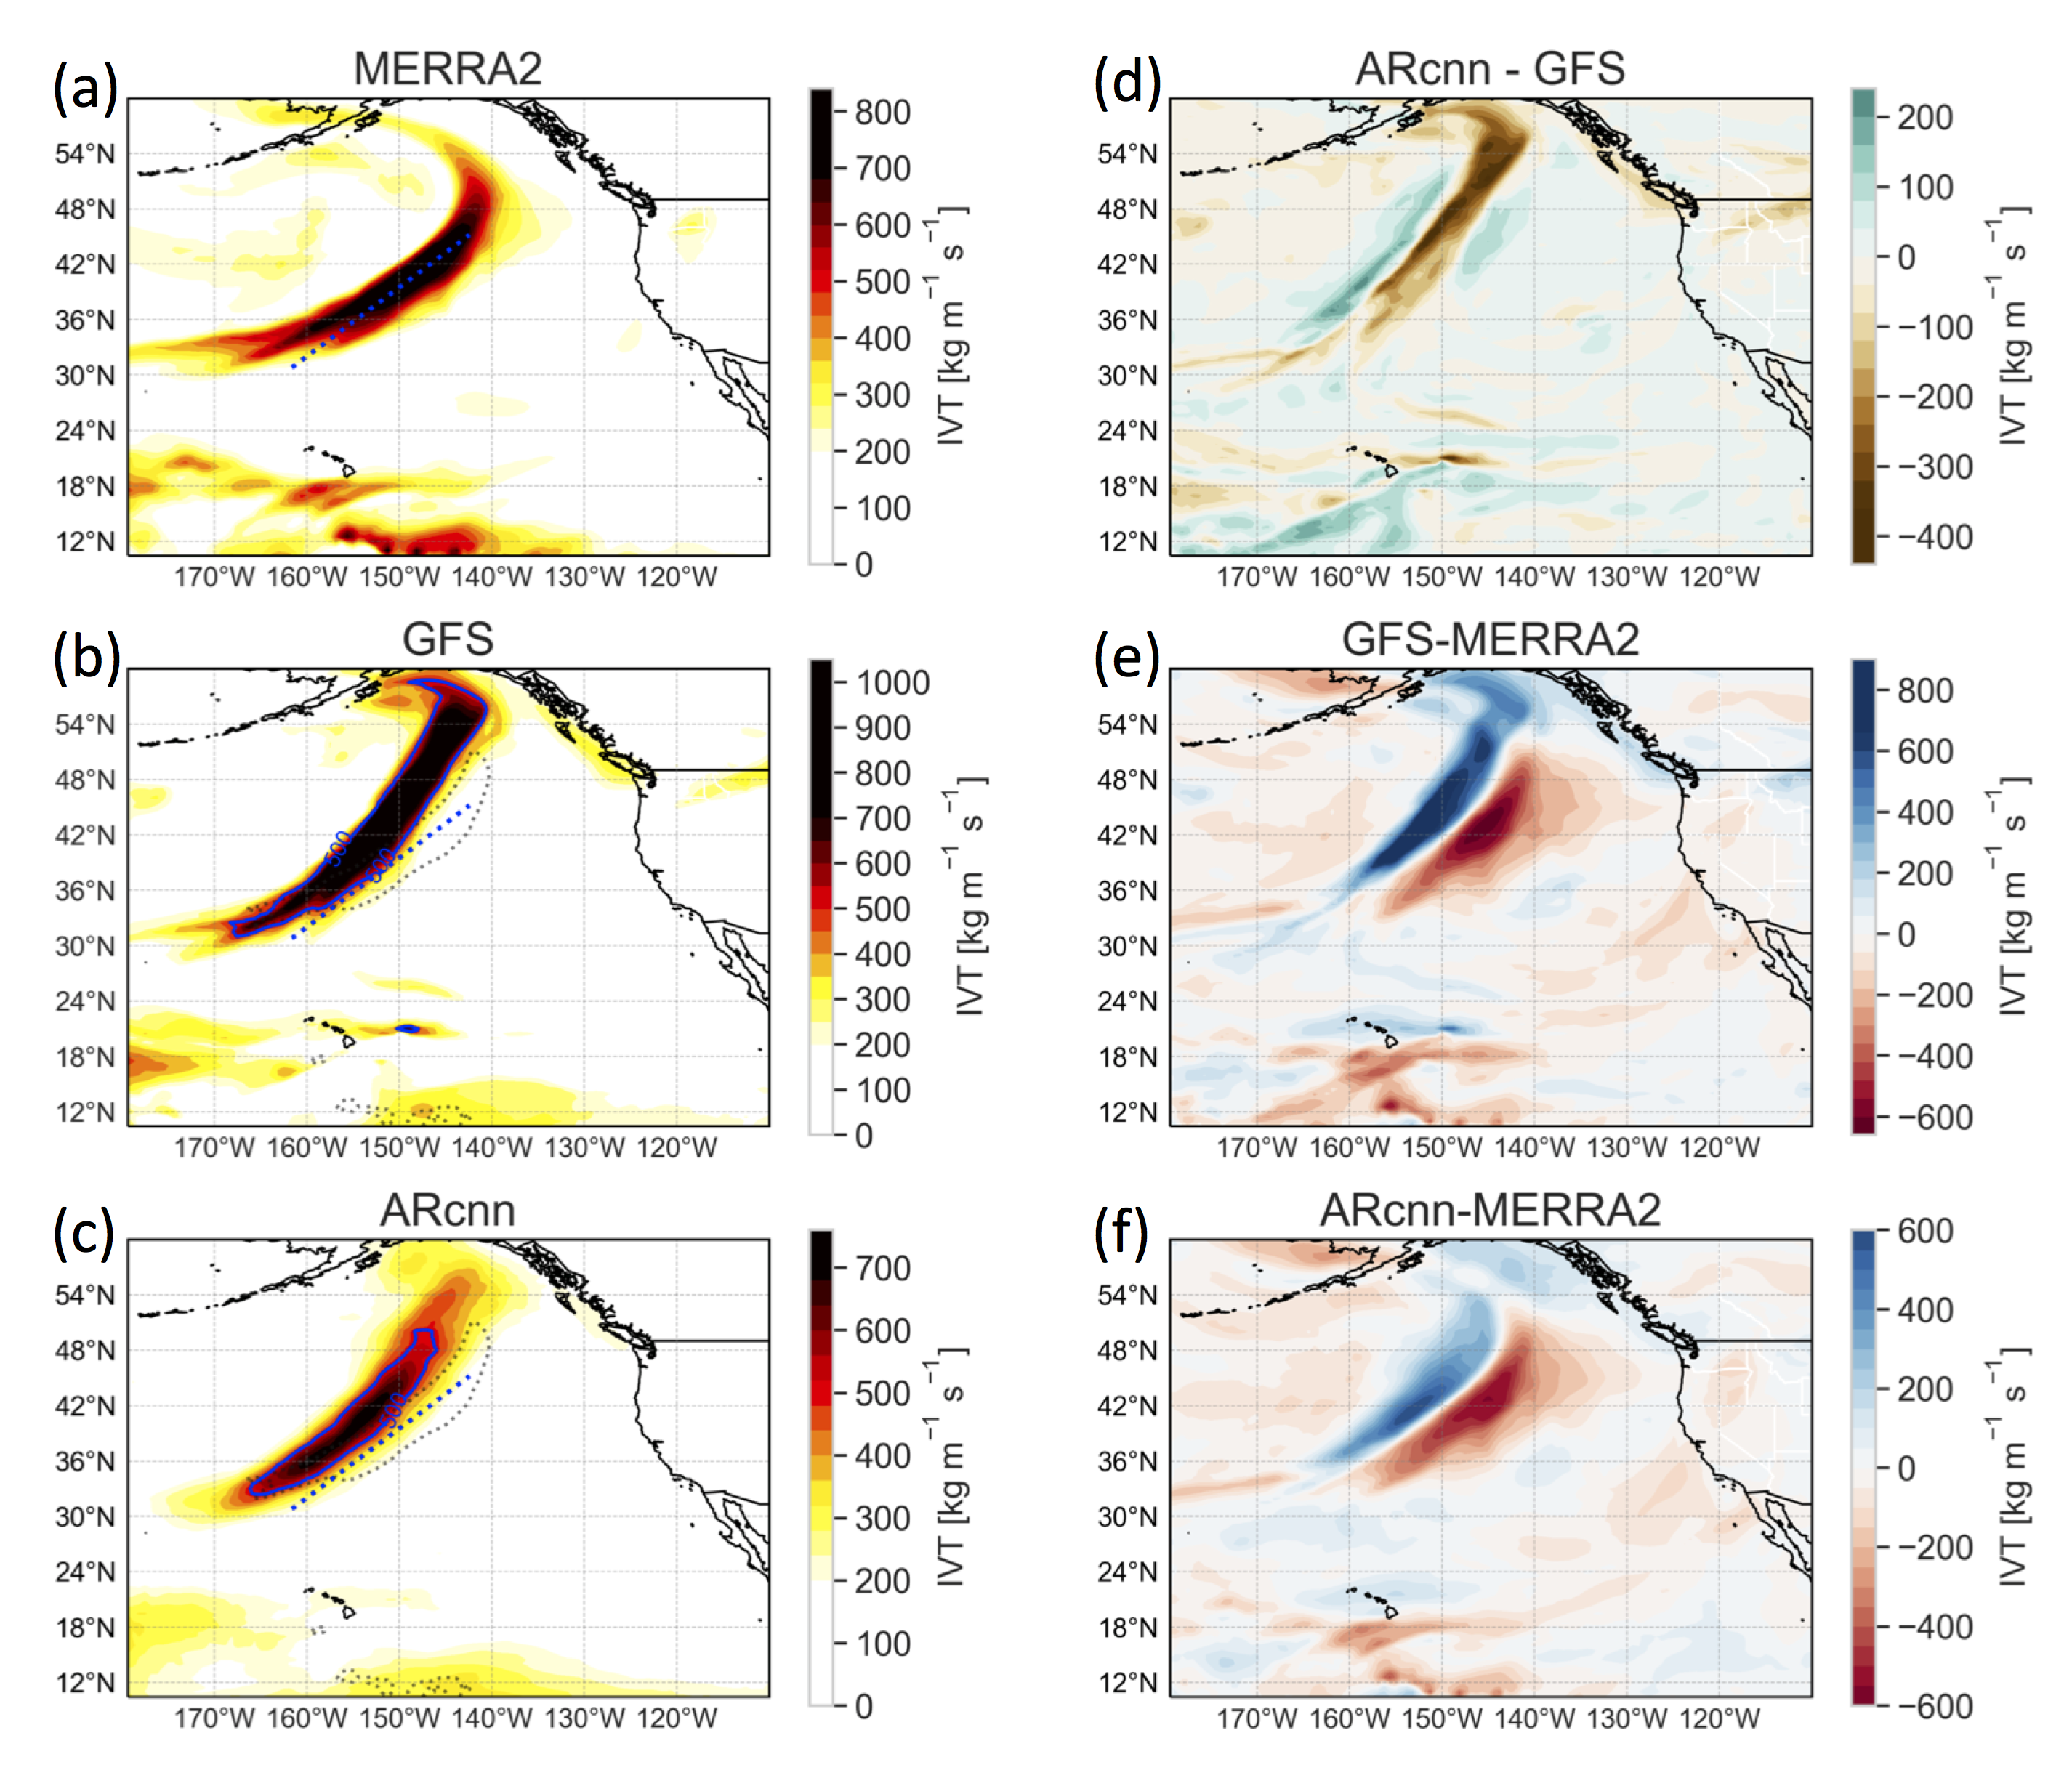 (a)
MERRA2
54°N
48°N
42°N
36°N
30°N
24°N
18°N
12°N
170°W 160°W 150°W 140°W 130°W 120°W
800
700
600
500
400
300
200
100
0
IVT [kg m⁻¹ s⁻¹]
(d)
ARcnn - GFS
54°N
48°N
42°N
36°N
30°N
24°N
18°N
12°N
170°W 160°W 150°W 140°W 130°W 120°W
200
100
0
−100
−200
−300
−400
IVT [kg m⁻¹ s⁻¹]
(b)
GFS
54°N
48°N
42°N
36°N
30°N
24°N
18°N
12°N
500
500
170°W 160°W 150°W 140°W 130°W 120°W
1000
900
800
700
600
500
400
300
200
100
0
IVT [kg m⁻¹ s⁻¹]
(e)
GFS-MERRA2
54°N
48°N
42°N
36°N
30°N
24°N
18°N
12°N
170°W 160°W 150°W 140°W 130°W 120°W
800
600
400
200
0
−200
−400
−600
IVT [kg m⁻¹ s⁻¹]
(c)
ARcnn
54°N
48°N
42°N
36°N
30°N
24°N
18°N
12°N
500
170°W 160°W 150°W 140°W 130°W 120°W
700
600
500
400
300
200
100
0
IVT [kg m⁻¹ s⁻¹]
(f)
ARcnn-MERRA2
54°N
48°N
42°N
36°N
30°N
24°N
18°N
12°N
170°W 160°W 150°W 140°W 130°W 120°W
600
400
200
0
−200
−400
−600
IVT [kg m⁻¹ s⁻¹]